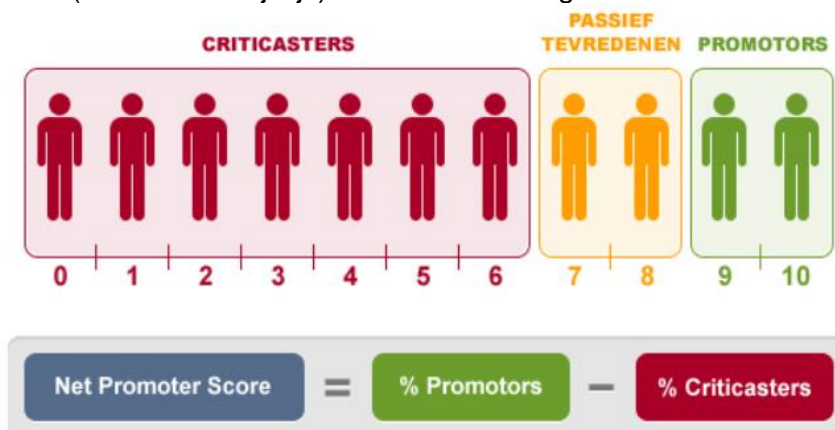 PASSIEF
CRITICASTERS TEVREDENEN PROMOTORS
0 1 2 3 4 5 6 7 8 9 10
Net Promoter Score = % Promotors – % Criticasters